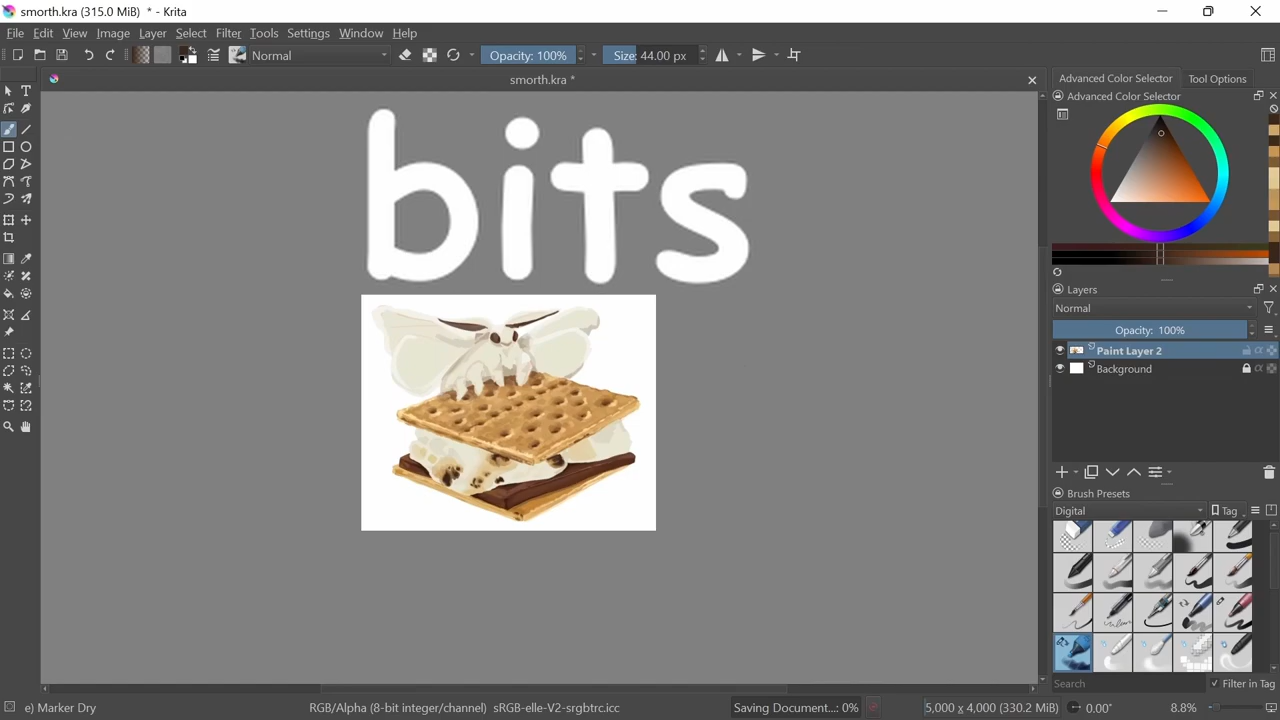 smorth.kra (315.0 MiB) * - Krita
File Edit View Image Layer Select Filter Tools Settings Window Help
Normal Opacity: 100% Size: 44.00 px
smorth.kra *
Advanced Color Selector Tool Options
Advanced Color Selector
bits
Layers
Normal
Opacity: 100%
Paint Layer 2
Background
Brush Presets
Digital Tag
Search Filter in Tag
e) Marker Dry RGB/Alpha (8-bit integer/channel) sRGB-elle-V2-srgbtrc.icc Saving Document...: 0% 5,000 x 4,000 (330.2 MiB) 0.00° 8.8%